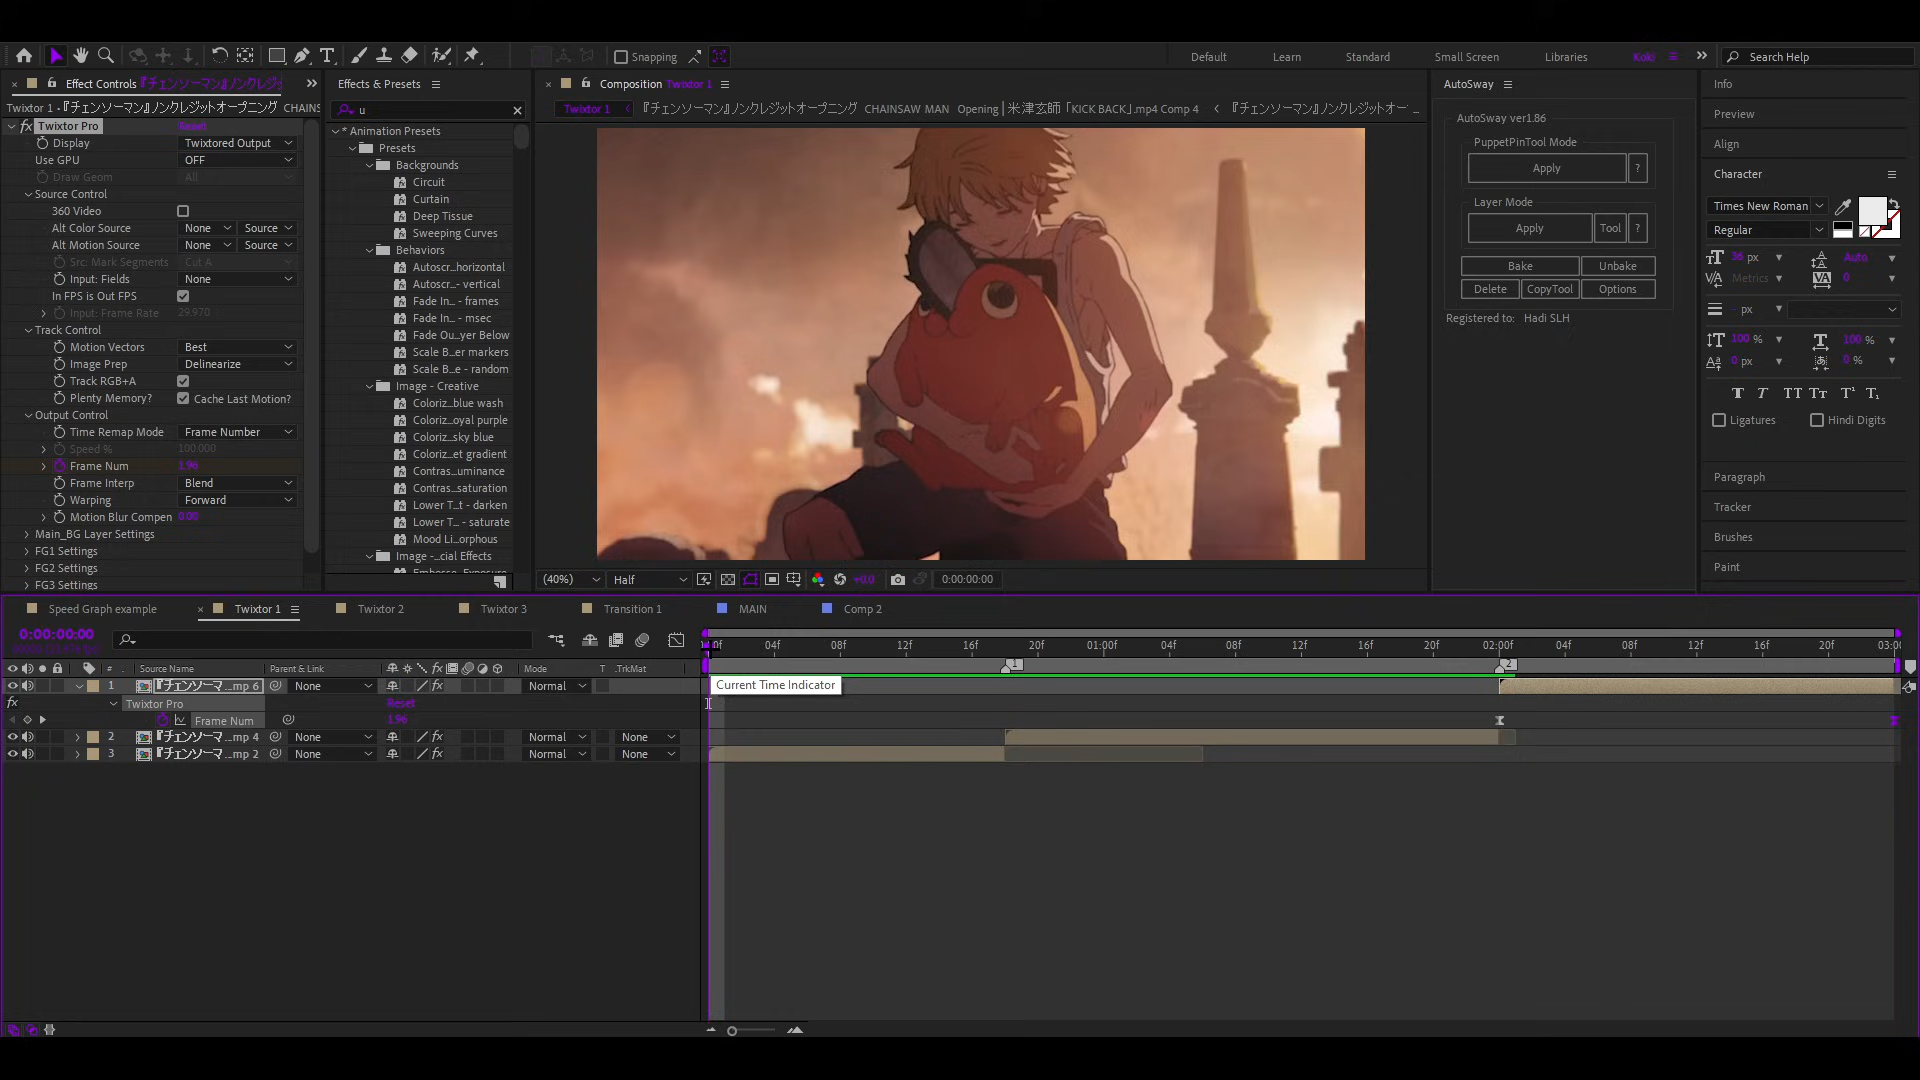 Snapping
Default
Learn
Standard
Small Screen
Libraries
Koki
Search Help
Effect Controls 『チェンソーマン』ノンクレジッ
Effects & Presets
Composition Twixtor 1
AutoSway
Info
Twixtor 1 • 『チェンソーマン』ノンクレジットオープニング CHAINS
u
Twixtor 1
『チェンソーマン』ノンクレジットオープニング CHAINSAW MAN Opening | 米津玄師「KICK BACK」.mp4 Comp 4
『チェンソーマン』ノンクレジットオー
fx Twixtor Pro Reset
Display Twixtored Output
Use GPU OFF
Draw Geom All
Source Control
360 Video
Alt Color Source None Source
Alt Motion Source None Source
Src: Mark Segments Cut A
Input: Fields None
In FPS is Out FPS
Input: Frame Rate 29.970
Track Control
Motion Vectors Best
Image Prep Delinearize
Track RGB+A
Plenty Memory? Cache Last Motion?
Output Control
Time Remap Mode Frame Number
Speed % 100.000
Frame Num 1.96
Frame Interp Blend
Warping Forward
Motion Blur Compen 0.00
Main_BG Layer Settings
FG1 Settings
FG2 Settings
FG3 Settings
* Animation Presets
Presets
Backgrounds
Circuit
Curtain
Deep Tissue
Sweeping Curves
Behaviors
Autoscr...horizontal
Autoscr...- vertical
Fade In... - frames
Fade In... - msec
Fade Ou...yer Below
Scale B...er markers
Scale B...e - random
Image - Creative
Coloriz...blue wash
Coloriz...oyal purple
Coloriz...sky blue
Coloriz...et gradient
Contras...uminance
Contras...saturation
Lower T...t - darken
Lower T... - saturate
Mood Li...orphous
Image -...cial Effects
Embosse...Exposure
(40%)
Half
+0.0
0:00:00:00
AutoSway ver1.86
PuppetPinTool Mode
Apply ?
Layer Mode
Apply Tool ?
Bake Unbake
Delete CopyTool Options
Registered to: Hadi SLH
Preview
Align
Character
Times New Roman
Regular
36 px Auto
Metrics 0
- px
100 % 100 %
0 px 0 %
T T TT Tт T¹ T₁
Ligatures Hindi Digits
Paragraph
Tracker
Brushes
Paint
Speed Graph example
Twixtor 1
Twixtor 2
Twixtor 3
Transition 1
MAIN
Comp 2
0:00:00:00
04f 08f 12f 16f 20f 01:00f 04f 08f 12f 16f 20f 02:00f 04f 08f 12f 16f 20f 03:00
# Source Name Parent & Link fx Mode T .TrkMat
1 2
1 『チェンソーマ...mp 6 None fx Normal
Current Time Indicator
fx Twixtor Pro Reset
Frame Num 1.96
2 『チェンソーマ...mp 4 None fx Normal None
3 『チェンソーマ...mp 2 None fx Normal None